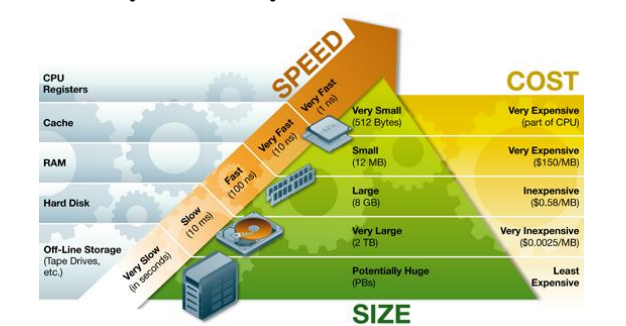 SPEED
COST
CPU
Registers
Very Fast
(1 ns)
Very Small
(512 Bytes)
Very Expensive
(part of CPU)
Cache
Very Fast
(10 ns)
Small
(12 MB)
Very Expensive
($150/MB)
RAM
Fast
(100 ns)
Large
(8 GB)
Inexpensive
($0.58/MB)
Hard Disk
Slow
(10 ms)
Very Large
(2 TB)
Very Inexpensive
($0.0025/MB)
Off-Line Storage
(Tape Drives,
etc.)
Very Slow
(in seconds)
Potentially Huge
(PBs)
Least
Expensive
SIZE